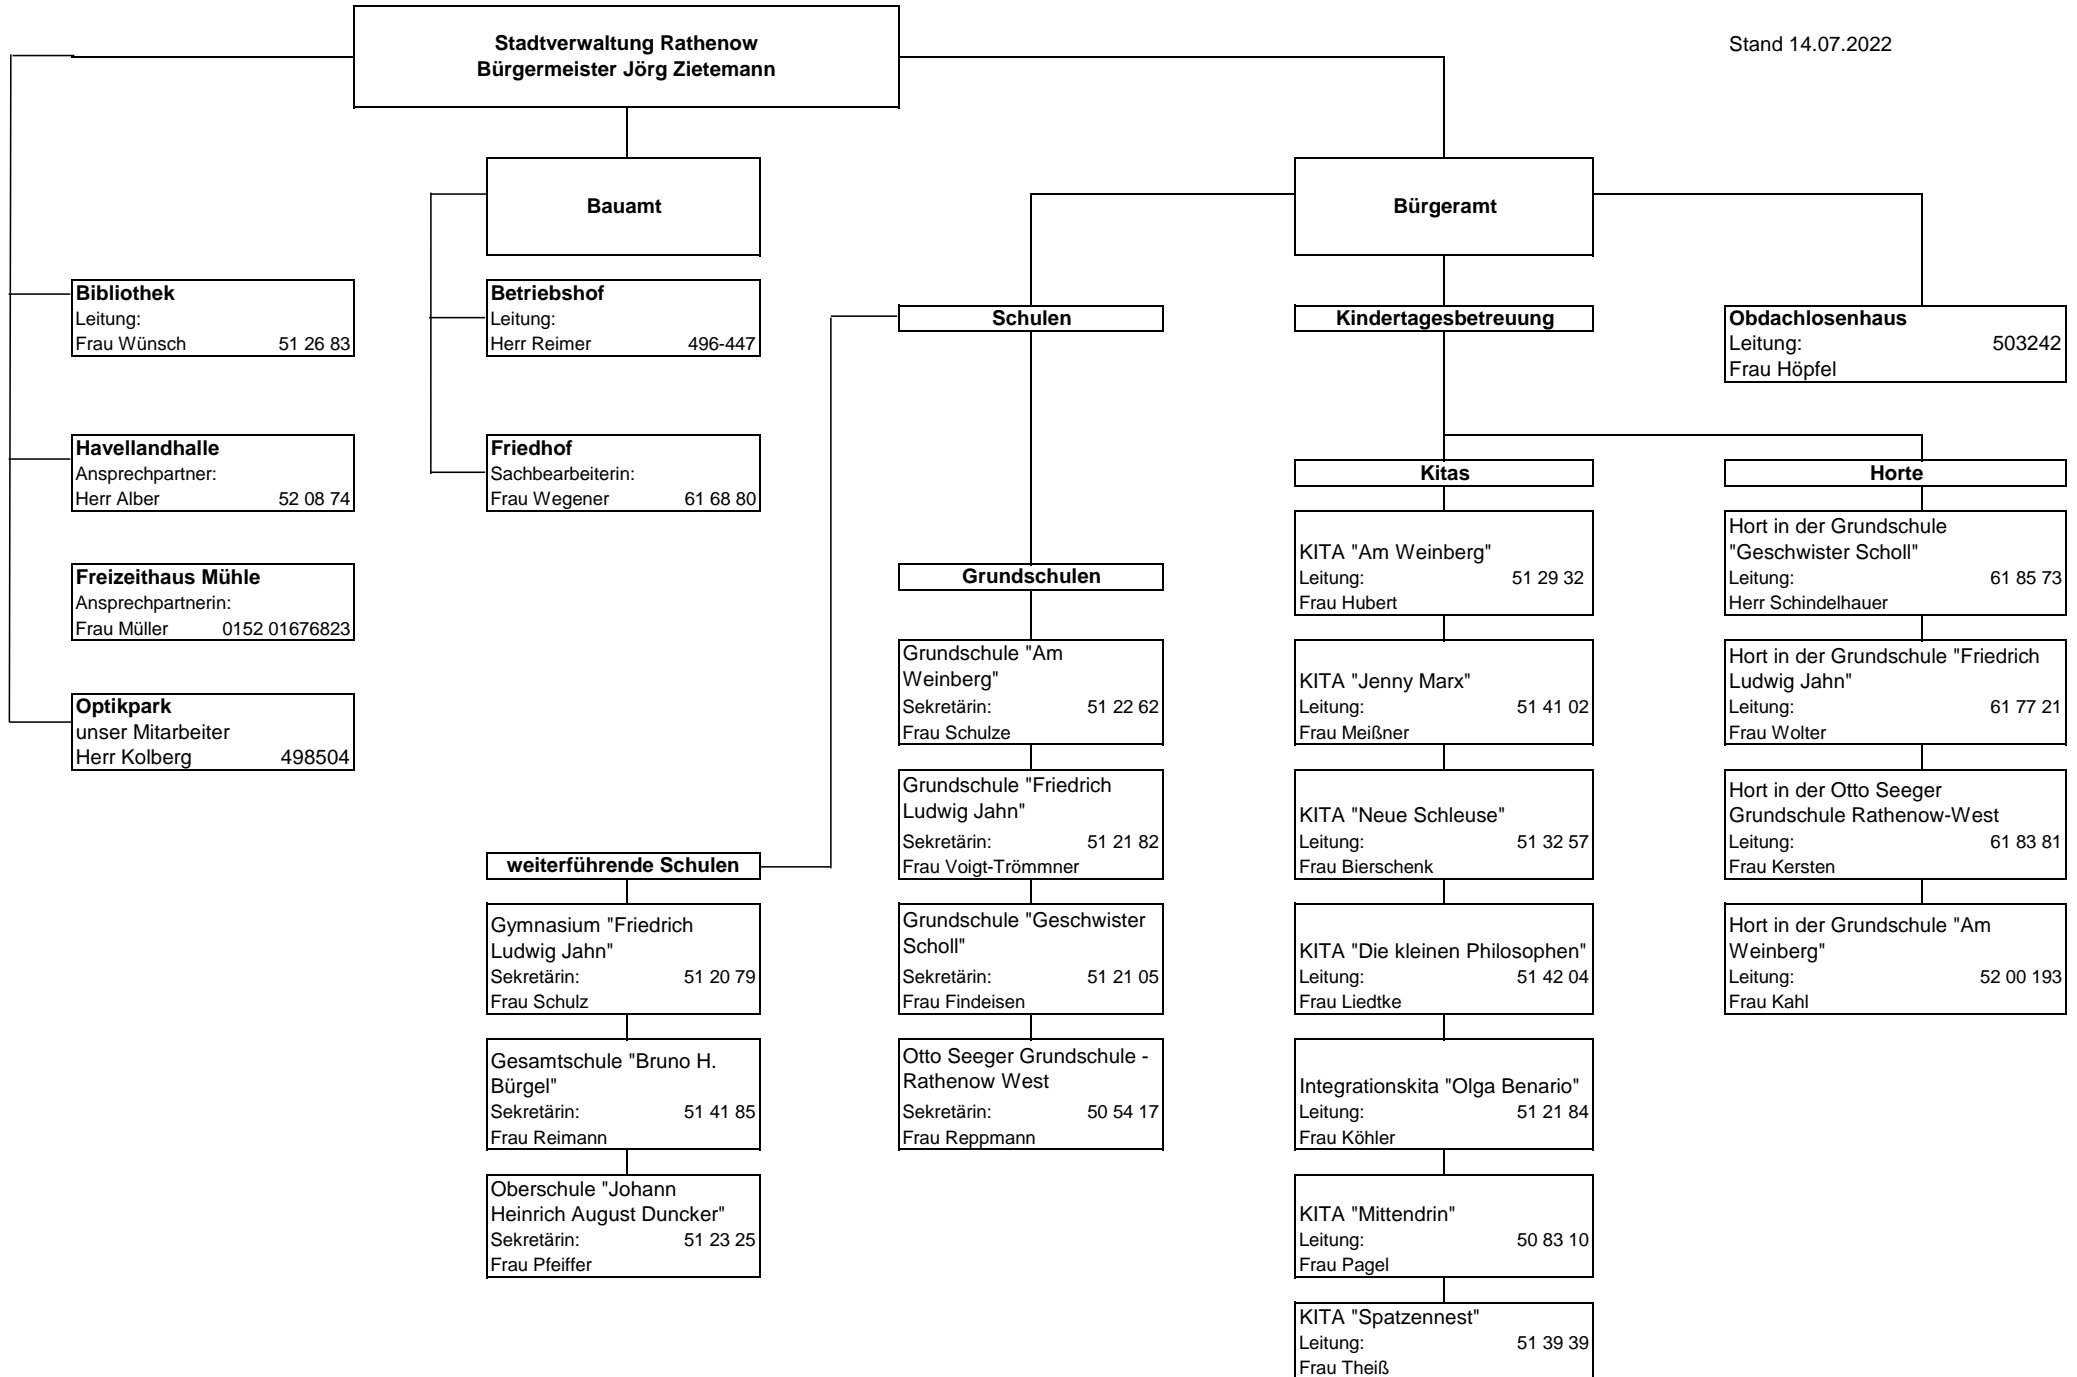 Stadtverwaltung Rathenow
Bürgermeister Jörg Zietemann
Stand 14.07.2022
Bauamt
Bürgeramt
Bibliothek
Leitung:
Frau Wünsch 51 26 83
Havellandhalle
Ansprechpartner:
Herr Alber 52 08 74
Freizeithaus Mühle
Ansprechpartnerin:
Frau Müller 0152 01676823
Optikpark
unser Mitarbeiter
Herr Kolberg 498504
Betriebshof
Leitung:
Herr Reimer 496-447
Friedhof
Sachbearbeiterin:
Frau Wegener 61 68 80
Schulen
weiterführende Schulen
Gymnasium "Friedrich
Ludwig Jahn"
Sekretärin: 51 20 79
Frau Schulz
Gesamtschule "Bruno H.
Bürgel"
Sekretärin: 51 41 85
Frau Reimann
Oberschule "Johann
Heinrich August Duncker"
Sekretärin: 51 23 25
Frau Pfeiffer
Grundschulen
Grundschule "Am
Weinberg"
Sekretärin: 51 22 62
Frau Schulze
Grundschule "Friedrich
Ludwig Jahn"
Sekretärin: 51 21 82
Frau Voigt-Trömmner
Grundschule "Geschwister
Scholl"
Sekretärin: 51 21 05
Frau Findeisen
Otto Seeger Grundschule -
Rathenow West
Sekretärin: 50 54 17
Frau Reppmann
Kindertagesbetreuung
Kitas
KITA "Am Weinberg"
Leitung: 51 29 32
Frau Hubert
KITA "Jenny Marx"
Leitung: 51 41 02
Frau Meißner
KITA "Neue Schleuse"
Leitung: 51 32 57
Frau Bierschenk
KITA "Die kleinen Philosophen"
Leitung: 51 42 04
Frau Liedtke
Integrationskita "Olga Benario"
Leitung: 51 21 84
Frau Köhler
KITA "Mittendrin"
Leitung: 50 83 10
Frau Pagel
KITA "Spatzennest"
Leitung: 51 39 39
Frau Theiß
Obdachlosenhaus
Leitung: 503242
Frau Höpfel
Horte
Hort in der Grundschule
"Geschwister Scholl"
Leitung: 61 85 73
Herr Schindelhauer
Hort in der Grundschule "Friedrich
Ludwig Jahn"
Leitung: 61 77 21
Frau Wolter
Hort in der Otto Seeger
Grundschule Rathenow-West
Leitung: 61 83 81
Frau Kersten
Hort in der Grundschule "Am
Weinberg"
Leitung: 52 00 193
Frau Kahl